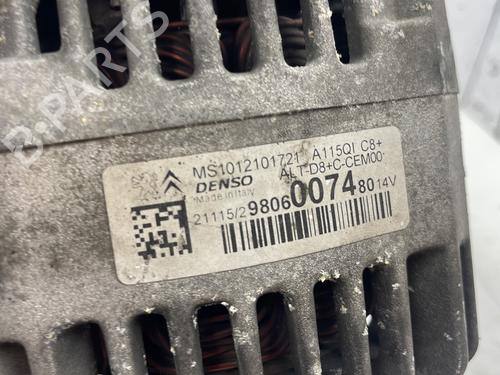 B-PARTS
MS1012101721 A115QI C8+
DENSO ALT-D8+C-CEM00
Made in Italy
21115/2 9806007480 14V